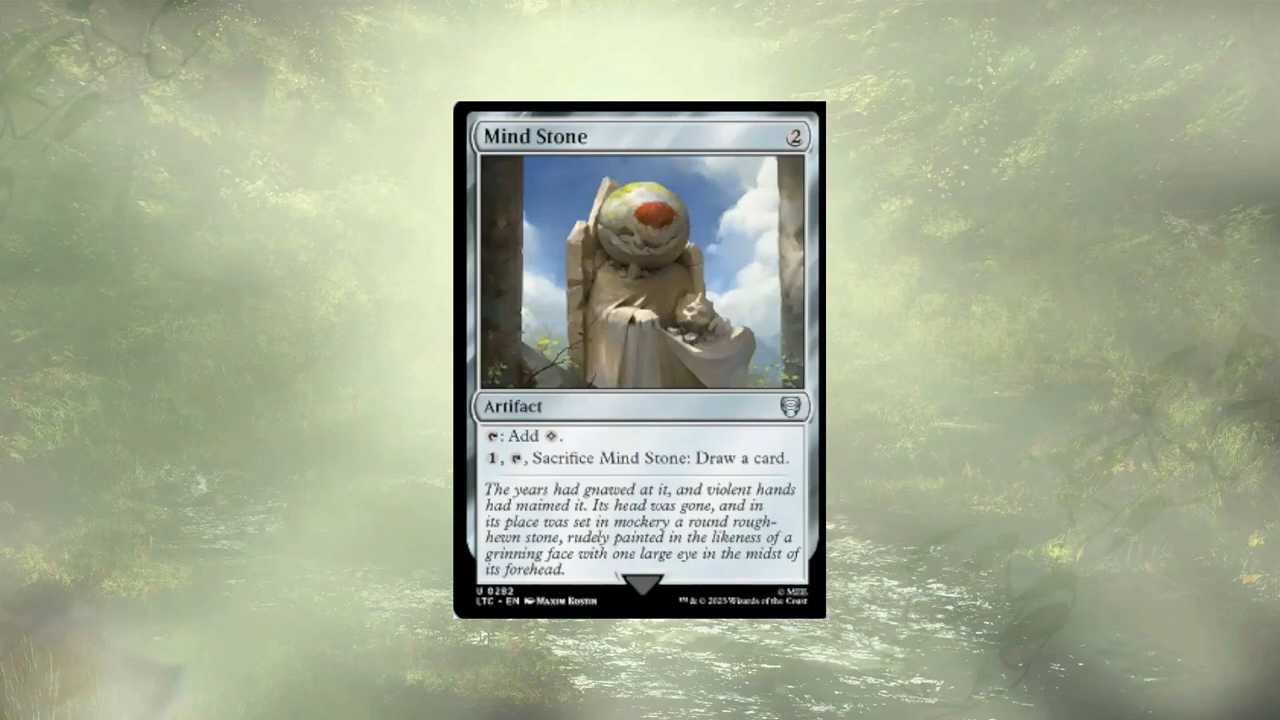 Mind Stone 2
Artifact
: Add .
1, , Sacrifice Mind Stone: Draw a card.
The years had gnawed at it, and violent hands
had maimed it. Its head was gone, and in
its place was set in mockery a round rough-
hewn stone, rudely painted in the likeness of a
grinning face with one large eye in the midst of
its forehead.
U 0282
LTC • EN Maxim Kostin
© MEE
™ & © 2023 Wizards of the Coast